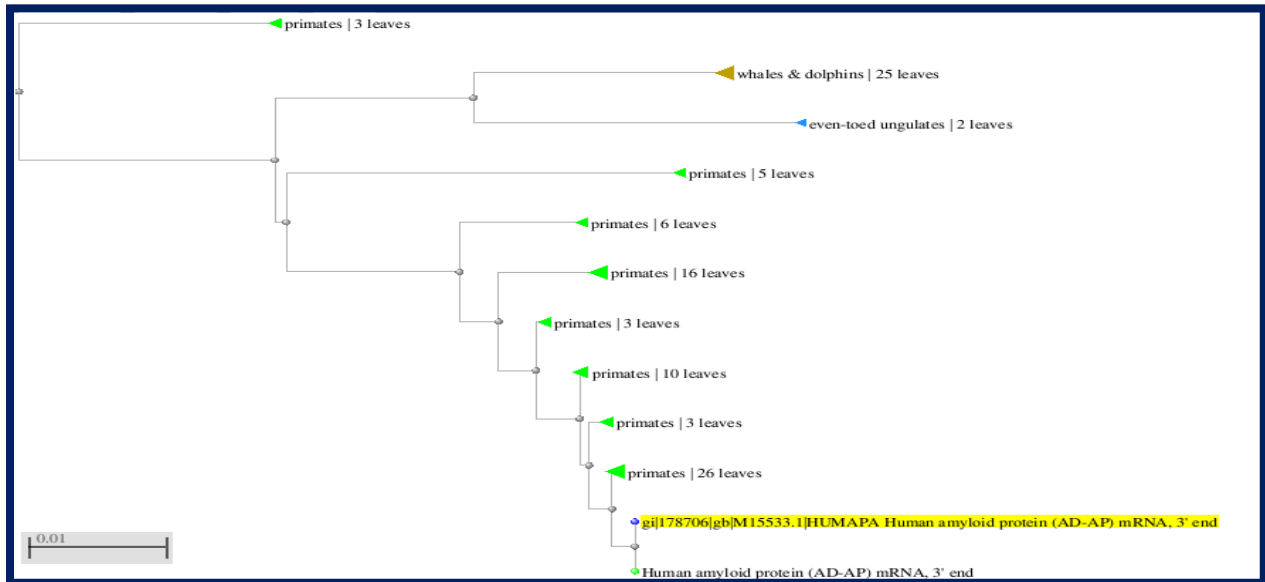 primates | 3 leaves
whales & dolphins | 25 leaves
even-toed ungulates | 2 leaves
primates | 5 leaves
primates | 6 leaves
primates | 16 leaves
primates | 3 leaves
primates | 10 leaves
primates | 3 leaves
primates | 26 leaves
gi|178706|gb|M15533.1|HUMAPA Human amyloid protein (AD-AP) mRNA, 3' end
0.01
Human amyloid protein (AD-AP) mRNA, 3' end